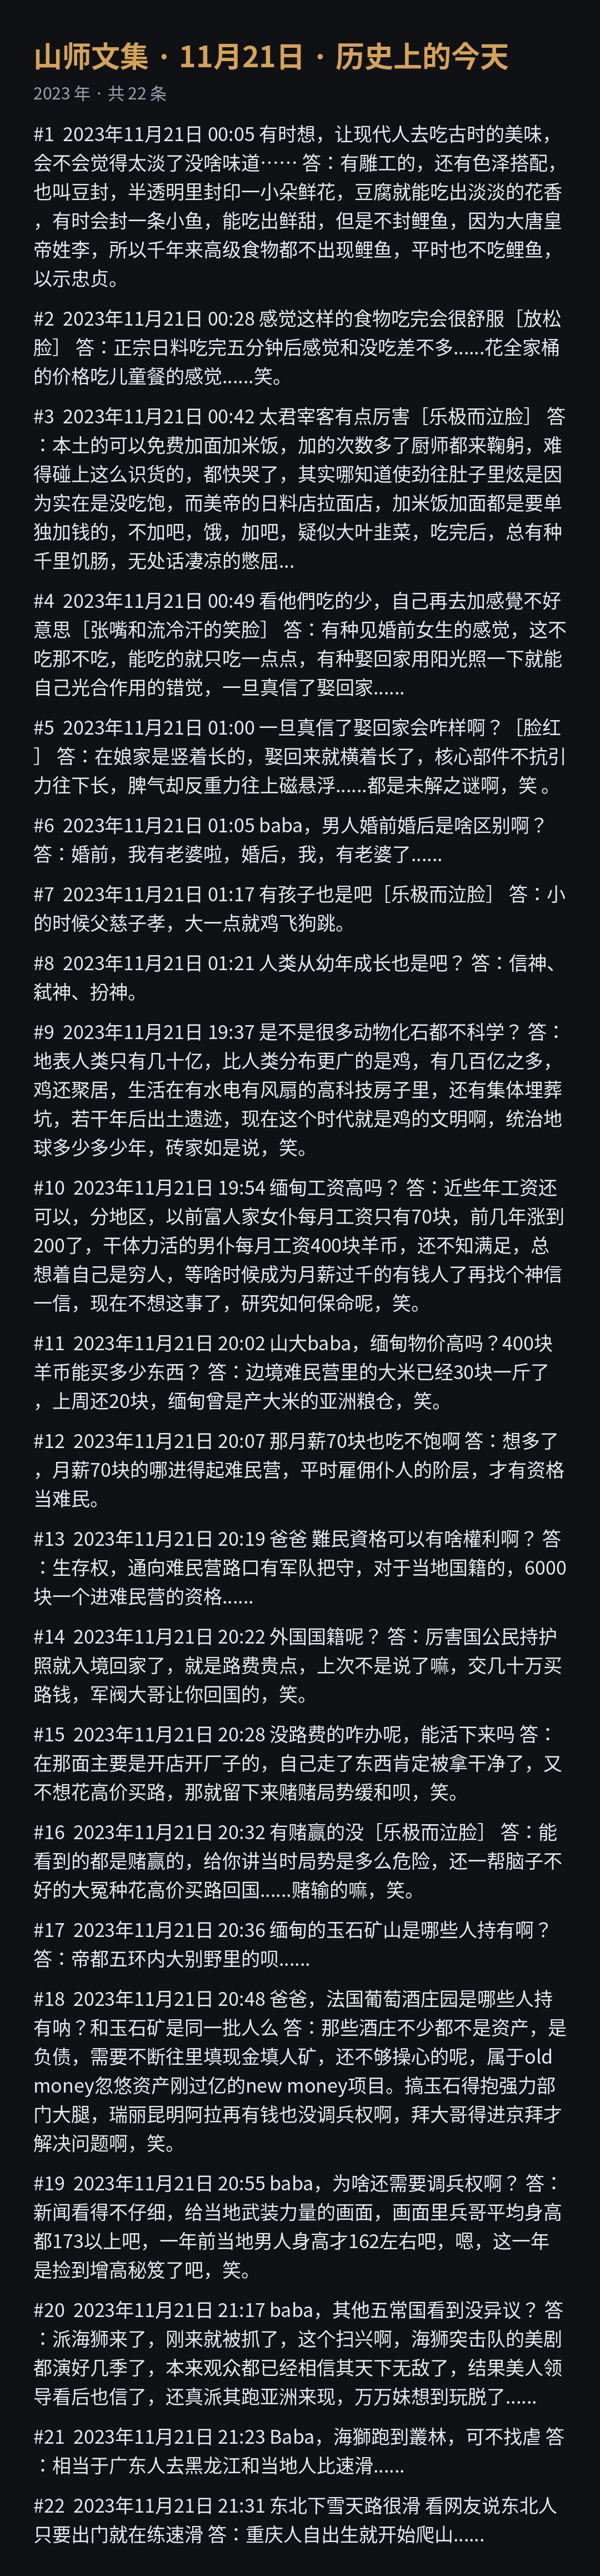 山师文集 · 11月21日 · 历史上的今天
2023 年 · 共 22 条
#1 2023年11月21日 00:05 有时想，让现代人去吃古时的美味，
会不会觉得太淡了没啥味道…… 答：有雕工的，还有色泽搭配，
也叫豆封，半透明里封印一小朵鲜花，豆腐就能吃出淡淡的花香
，有时会封一条小鱼，能吃出鲜甜，但是不封鲤鱼，因为大唐皇
帝姓李，所以千年来高级食物都不出现鲤鱼，平时也不吃鲤鱼，
以示忠贞。
#2 2023年11月21日 00:28 感觉这样的食物吃完会很舒服［放松
脸］ 答：正宗日料吃完五分钟后感觉和没吃差不多......花全家桶
的价格吃儿童餐的感觉......笑。
#3 2023年11月21日 00:42 太君宰客有点厉害［乐极而泣脸］ 答
：本土的可以免费加面加米饭，加的次数多了厨师都来鞠躬，难
得碰上这么识货的，都快哭了，其实哪知道使劲往肚子里炫是因
为实在是没吃饱，而美帝的日料店拉面店，加米饭加面都是要单
独加钱的，不加吧，饿，加吧，疑似大叶韭菜，吃完后，总有种
千里饥肠，无处话凄凉的憋屈...
#4 2023年11月21日 00:49 看他們吃的少，自己再去加感覺不好
意思［张嘴和流冷汗的笑脸］ 答：有种见婚前女生的感觉，这不
吃那不吃，能吃的就只吃一点点，有种娶回家用阳光照一下就能
自己光合作用的错觉，一旦真信了娶回家......
#5 2023年11月21日 01:00 一旦真信了娶回家会咋样啊？［脸红
］ 答：在娘家是竖着长的，娶回来就横着长了，核心部件不抗引
力往下长，脾气却反重力往上磁悬浮......都是未解之谜啊，笑 。
#6 2023年11月21日 01:05 baba，男人婚前婚后是啥区别啊？
答：婚前，我有老婆啦，婚后，我，有老婆了......
#7 2023年11月21日 01:17 有孩子也是吧［乐极而泣脸］ 答：小
的时候父慈子孝，大一点就鸡飞狗跳。
#8 2023年11月21日 01:21 人类从幼年成长也是吧？ 答：信神、
弑神、扮神。
#9 2023年11月21日 19:37 是不是很多动物化石都不科学？ 答：
地表人类只有几十亿，比人类分布更广的是鸡，有几百亿之多，
鸡还聚居，生活在有水电有风扇的高科技房子里，还有集体埋葬
坑，若干年后出土遗迹，现在这个时代就是鸡的文明啊，统治地
球多少多少年，砖家如是说，笑。
#10 2023年11月21日 19:54 缅甸工资高吗？ 答：近些年工资还
可以，分地区，以前富人家女仆每月工资只有70块，前几年涨到
200了，干体力活的男仆每月工资400块羊币，还不知满足，总
想着自己是穷人，等啥时候成为月薪过千的有钱人了再找个神信
一信，现在不想这事了，研究如何保命呢，笑。
#11 2023年11月21日 20:02 山大baba，缅甸物价高吗？400块
羊币能买多少东西？ 答：边境难民营里的大米已经30块一斤了
，上周还20块，缅甸曾是产大米的亚洲粮仓，笑。
#12 2023年11月21日 20:07 那月薪70块也吃不饱啊 答：想多了
，月薪70块的哪进得起难民营，平时雇佣仆人的阶层，才有资格
当难民。
#13 2023年11月21日 20:19 爸爸 難民資格可以有啥權利啊？ 答
：生存权，通向难民营路口有军队把守，对于当地国籍的，6000
块一个进难民营的资格......
#14 2023年11月21日 20:22 外国国籍呢？ 答：厉害国公民持护
照就入境回家了，就是路费贵点，上次不是说了嘛，交几十万买
路钱，军阀大哥让你回国的，笑。
#15 2023年11月21日 20:28 没路费的咋办呢，能活下来吗 答：
在那面主要是开店开厂子的，自己走了东西肯定被拿干净了，又
不想花高价买路，那就留下来赌赌局势缓和呗，笑。
#16 2023年11月21日 20:32 有赌赢的没［乐极而泣脸］ 答：能
看到的都是赌赢的，给你讲当时局势是多么危险，还一帮脑子不
好的大冤种花高价买路回国......赌输的嘛，笑。
#17 2023年11月21日 20:36 缅甸的玉石矿山是哪些人持有啊？
答：帝都五环内大别野里的呗......
#18 2023年11月21日 20:48 爸爸，法国葡萄酒庄园是哪些人持
有呐？和玉石矿是同一批人么 答：那些酒庄不少都不是资产，是
负债，需要不断往里填现金填人矿，还不够操心的呢，属于old
money忽悠资产刚过亿的new money项目。搞玉石得抱强力部
门大腿，瑞丽昆明阿拉再有钱也没调兵权啊，拜大哥得进京拜才
解决问题啊，笑。
#19 2023年11月21日 20:55 baba，为啥还需要调兵权啊？ 答：
新闻看得不仔细，给当地武装力量的画面，画面里兵哥平均身高
都173以上吧，一年前当地男人身高才162左右吧，嗯，这一年
是捡到增高秘笈了吧，笑。
#20 2023年11月21日 21:17 baba，其他五常国看到没异议？ 答
：派海狮来了，刚来就被抓了，这个扫兴啊，海狮突击队的美剧
都演好几季了，本来观众都已经相信其天下无敌了，结果美人领
导看后也信了，还真派其跑亚洲来现，万万妹想到玩脱了......
#21 2023年11月21日 21:23 Baba，海獅跑到叢林，可不找虐 答
：相当于广东人去黑龙江和当地人比速滑......
#22 2023年11月21日 21:31 东北下雪天路很滑 看网友说东北人
只要出门就在练速滑 答：重庆人自出生就开始爬山......